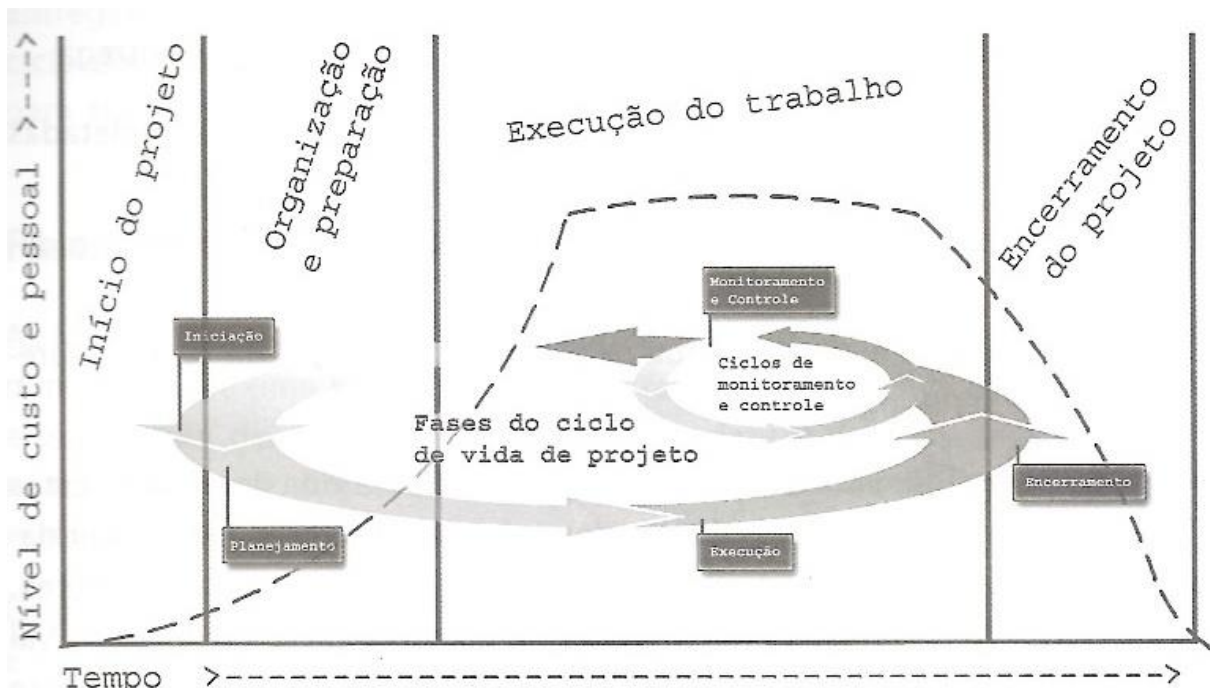 Nível de custo e pessoal >---->
Início do projeto
Organização
e preparação
Execução do trabalho
Encerramento
do projeto
Iniciação
Planejamento
Monitoramento
e Controle
Ciclos de
monitoramento
e controle
Fases do ciclo
de vida de projeto
Execução
Encerramento
Tempo >-------------------------------->